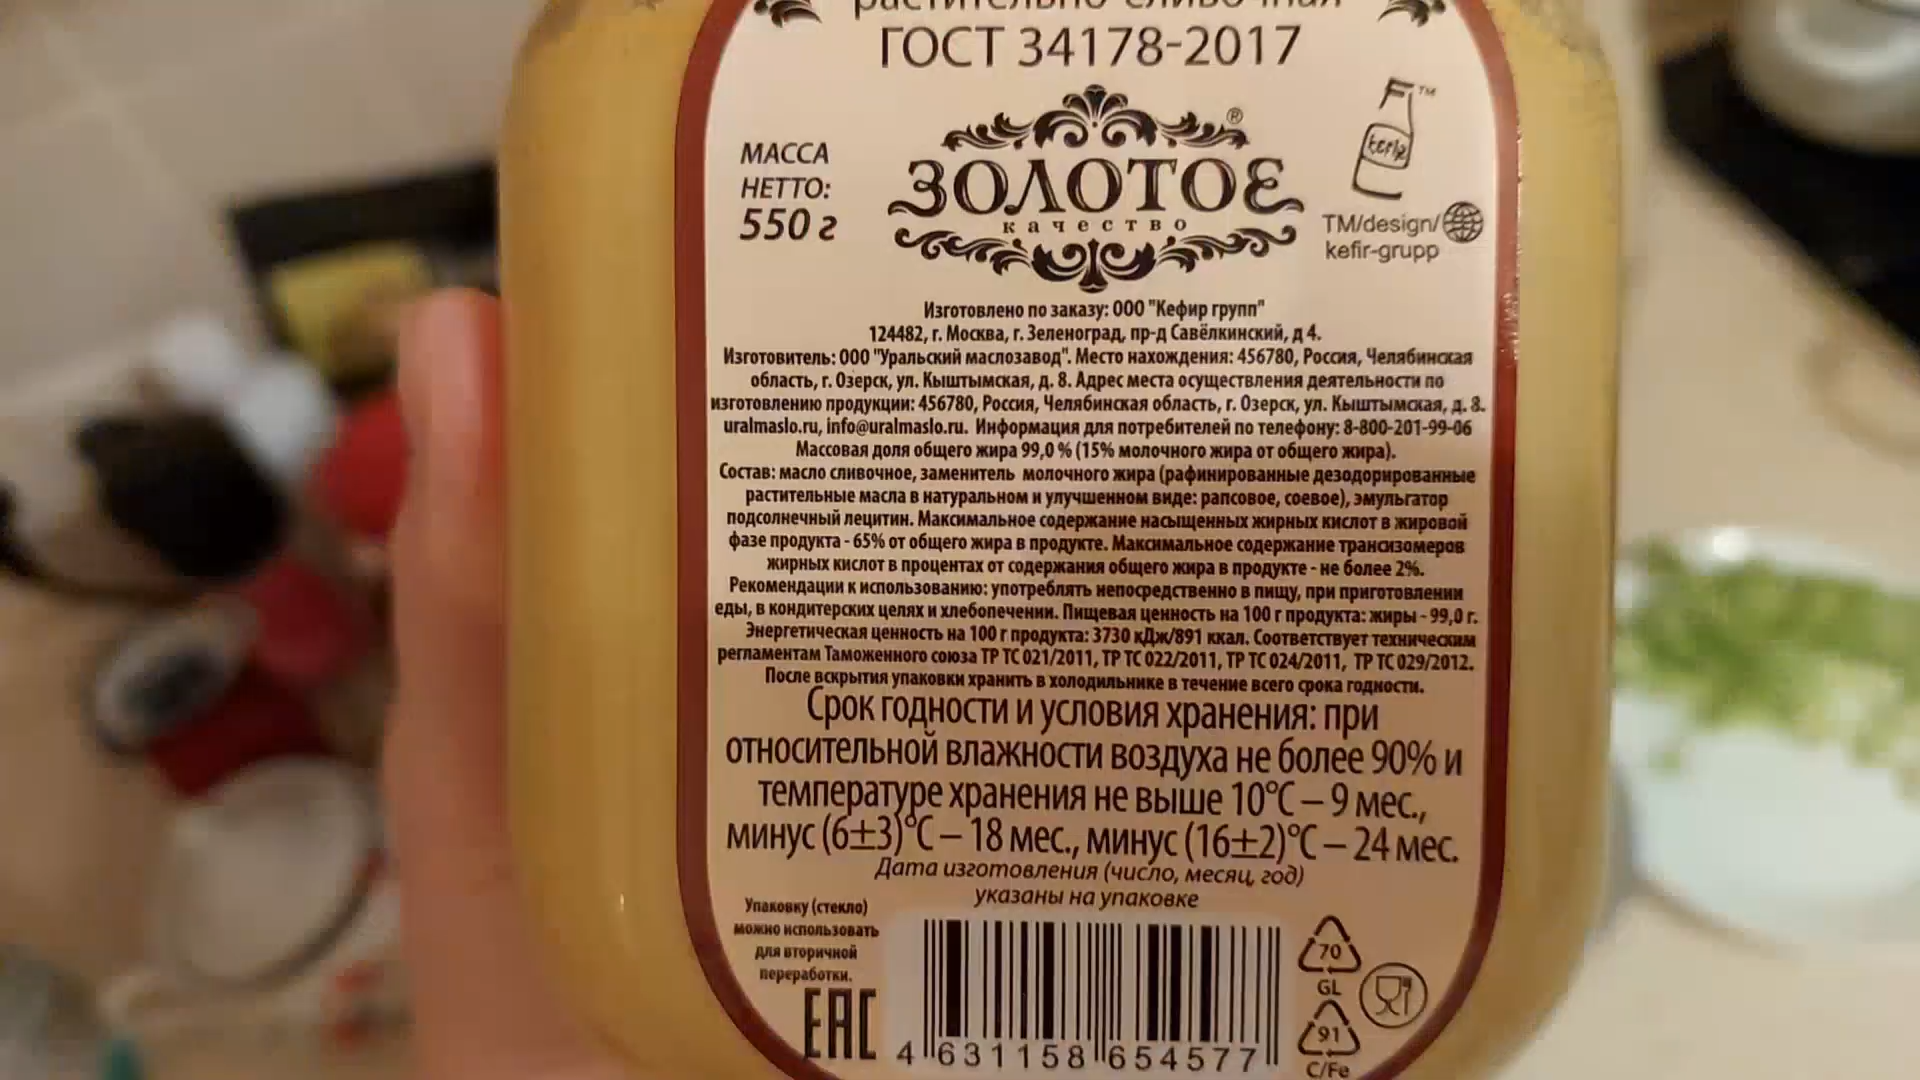 растительно-сливочная
ГОСТ 34178-2017
МАССА
НЕТТО:
550 г
ЗОЛОТОЕ®
качество
™
TM/design/
kefir-grupp
Изготовлено по заказу: ООО "Кефир групп"
124482, г. Москва, г. Зеленоград, пр-д Савёлкинский, д 4.
Изготовитель: ООО "Уральский маслозавод". Место нахождения: 456780, Россия, Челябинская
область, г. Озерск, ул. Кыштымская, д. 8. Адрес места осуществления деятельности по
изготовлению продукции: 456780, Россия, Челябинская область, г. Озерск, ул. Кыштымская, д. 8.
uralmaslo.ru, info@uralmaslo.ru. Информация для потребителей по телефону: 8-800-201-99-06
Массовая доля общего жира 99,0 % (15% молочного жира от общего жира).
Состав: масло сливочное, заменитель молочного жира (рафинированные дезодорированные
растительные масла в натуральном и улучшенном виде: рапсовое, соевое), эмульгатор
подсолнечный лецитин. Максимальное содержание насыщенных жирных кислот в жировой
фазе продукта - 65% от общего жира в продукте. Максимальное содержание трансизомеров
жирных кислот в процентах от содержания общего жира в продукте - не более 2%.
Рекомендации к использованию: употреблять непосредственно в пищу, при приготовлении
еды, в кондитерских целях и хлебопечении. Пищевая ценность на 100 г продукта: жиры - 99,0 г.
Энергетическая ценность на 100 г продукта: 3730 кДж/891 ккал. Соответствует техническим
регламентам Таможенного союза ТР ТС 021/2011, ТР ТС 022/2011, ТР ТС 024/2011, ТР ТС 029/2012.
После вскрытия упаковки хранить в холодильнике в течение всего срока годности.
Срок годности и условия хранения: при
относительной влажности воздуха не более 90% и
температуре хранения не выше 10°С – 9 мес.,
минус (6±3)°С – 18 мес., минус (16±2)°С – 24 мес.
Дата изготовления (число, месяц, год)
указаны на упаковке
Упаковку (стекло)
можно использовать
для вторичной
переработки.
ЕАС
4 631158 654577
70
GL
91
C/Fe